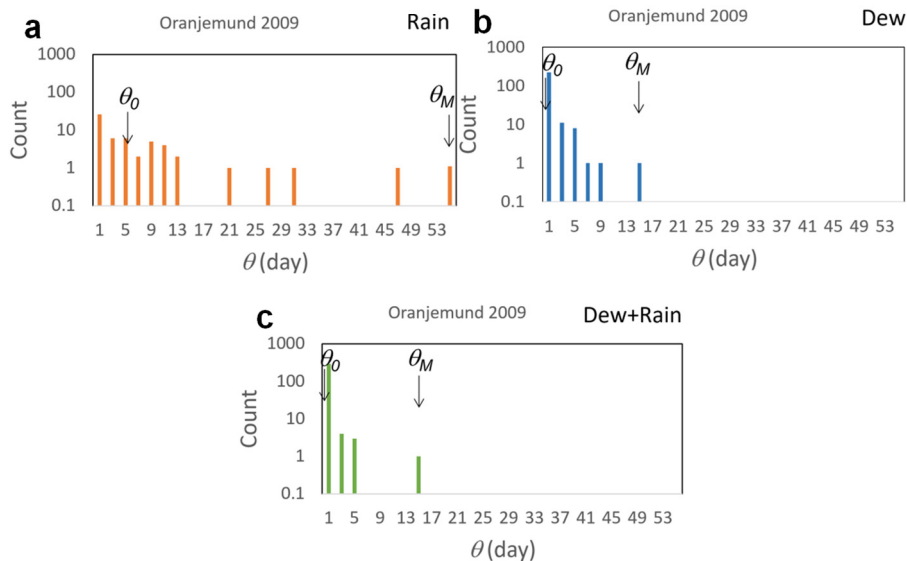 a
Oranjemund 2009
Rain
1000
100
10
1
0.1
Count
θ0
θM
1 5 9 13 17 21 25 29 33 37 41 45 49 53
θ (day)
b
Oranjemund 2009
Dew
1000
100
10
1
0.1
Count
θ0
θM
1 5 9 13 17 21 25 29 33 37 41 45 49 53
θ (day)
c
Oranjemund 2009
Dew+Rain
1000
100
10
1
0.1
Count
θ0
θM
1 5 9 13 17 21 25 29 33 37 41 45 49 53
θ (day)